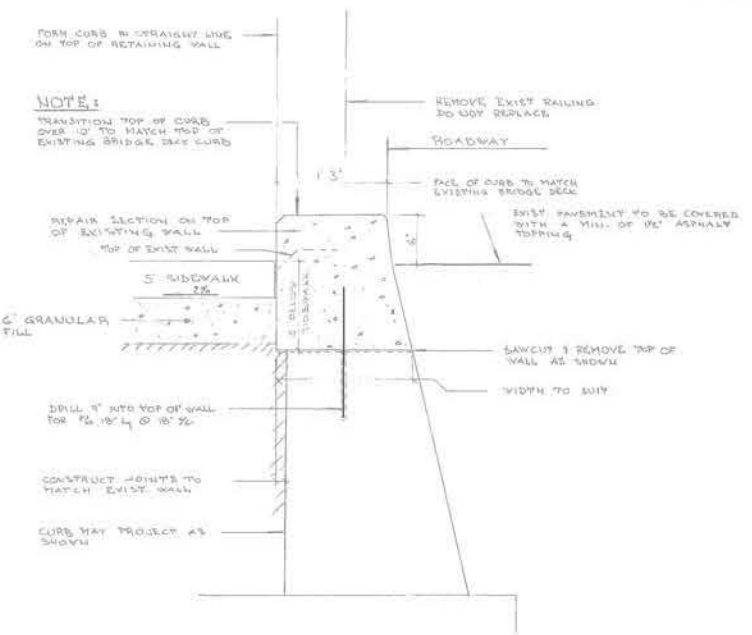 FORM CURB IN STRAIGHT LINE
ON TOP OF RETAINING WALL
NOTE:
TRANSITION TOP OF CURB
OVER 10' TO MATCH TOP OF
EXISTING BRIDGE DECK CURB
REMOVE EXIST RAILING
DO NOT REPLACE
ROADWAY
1' 3"
FACE OF CURB TO MATCH
EXISTING BRIDGE DECK
REPAIR SECTION ON TOP
OF EXISTING WALL
TOP OF EXIST WALL
6"
EXIST PAVEMENT TO BE COVERED
WITH A MIN. OF 1½" ASPHALT
TOPPING
5' SIDEWALK
2%
BELOW
SIDEWALK
6" GRANULAR
FILL
SAWCUT & REMOVE TOP OF
WALL AS SHOWN
WIDTH TO SUIT
DRILL 9" INTO TOP OF WALL
FOR 18" @ 18"
CONSTRUCT JOINTS TO
MATCH EXIST WALL
CURB MAY PROJECT AS
SHOWN